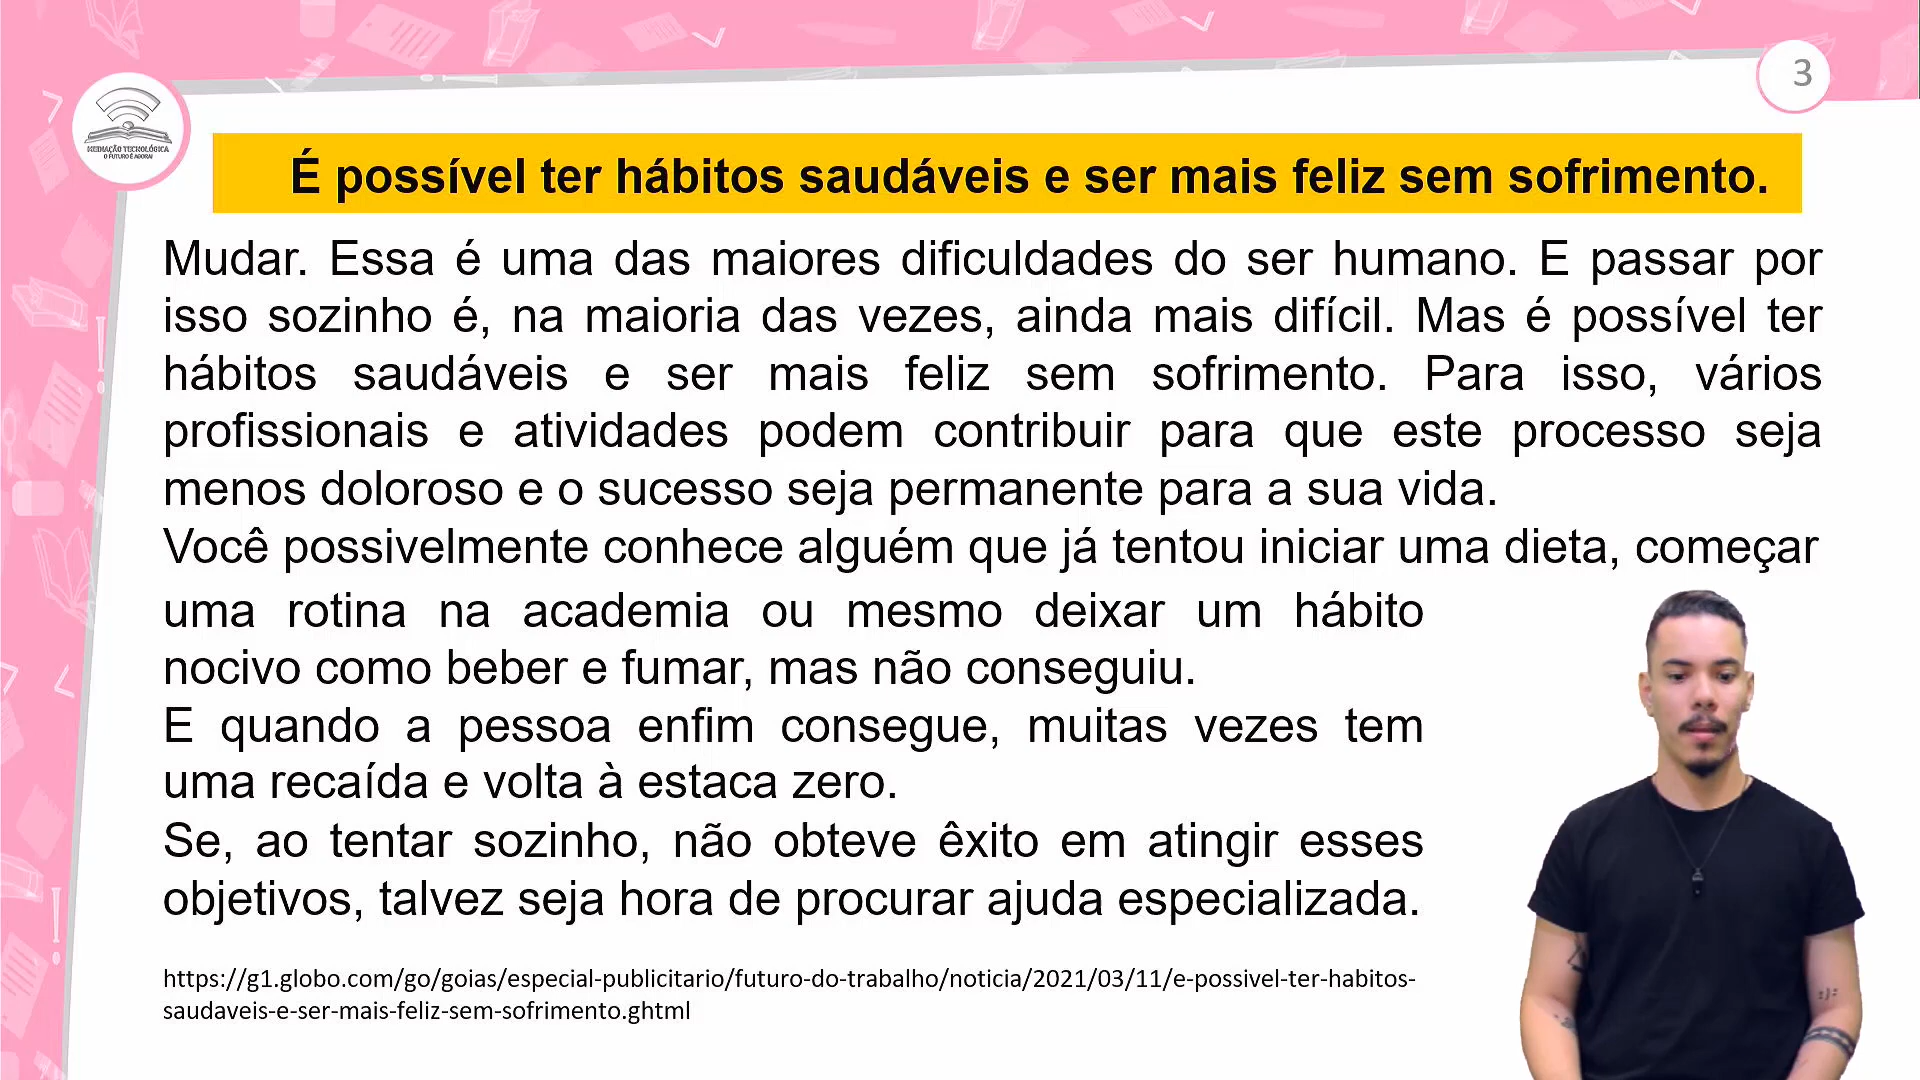 3
MEDIAÇÃO TECNOLÓGICA
O FUTURO É AGORA!
É possível ter hábitos saudáveis e ser mais feliz sem sofrimento.
Mudar. Essa é uma das maiores dificuldades do ser humano. E passar por
isso sozinho é, na maioria das vezes, ainda mais difícil. Mas é possível ter
hábitos saudáveis e ser mais feliz sem sofrimento. Para isso, vários
profissionais e atividades podem contribuir para que este processo seja
menos doloroso e o sucesso seja permanente para a sua vida.
Você possivelmente conhece alguém que já tentou iniciar uma dieta, começar
uma rotina na academia ou mesmo deixar um hábito
nocivo como beber e fumar, mas não conseguiu.
E quando a pessoa enfim consegue, muitas vezes tem
uma recaída e volta à estaca zero.
Se, ao tentar sozinho, não obteve êxito em atingir esses
objetivos, talvez seja hora de procurar ajuda especializada.
https://g1.globo.com/go/goias/especial-publicitario/futuro-do-trabalho/noticia/2021/03/11/e-possivel-ter-habitos-
saudaveis-e-ser-mais-feliz-sem-sofrimento.ghtml